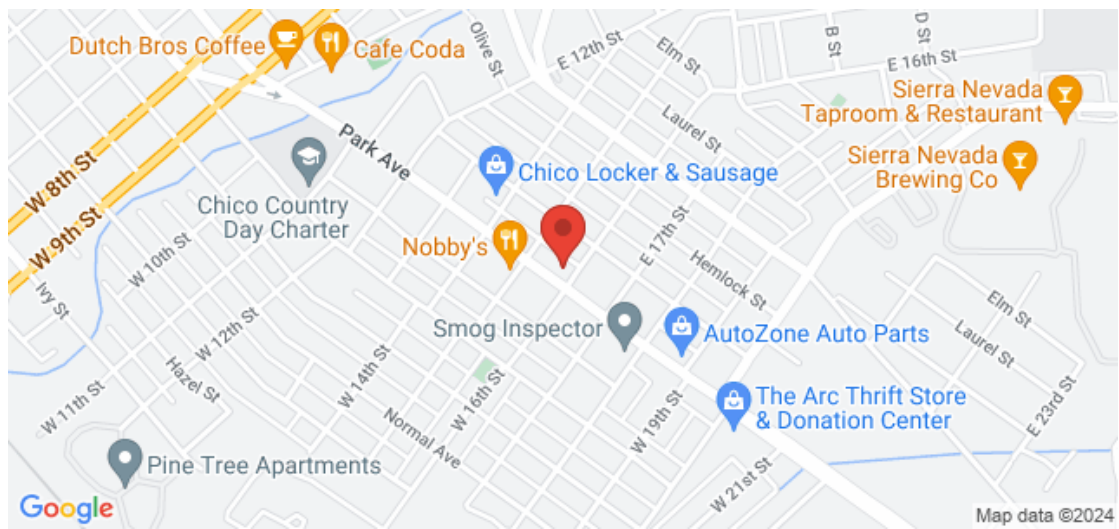 Dutch Bros Coffee
Cafe Coda
Olive St
E 12th St
Elm St
B St
D St
E 16th St
Sierra Nevada
Taproom & Restaurant
Laurel St
Park Ave
Sierra Nevada
Brewing Co
W 8th St
Chico Locker & Sausage
Chico Country
Day Charter
W 9th St
W 10th St
Nobby's
E 17th St
Hemlock St
Ivy St
W 12th St
Smog Inspector
AutoZone Auto Parts
Elm St
Laurel St
Hazel St
W 14th St
W 16th St
W 11th St
Normal Ave
W 19th St
The Arc Thrift Store
& Donation Center
E 23rd St
Pine Tree Apartments
W 21st St
Google
Map data ©2024